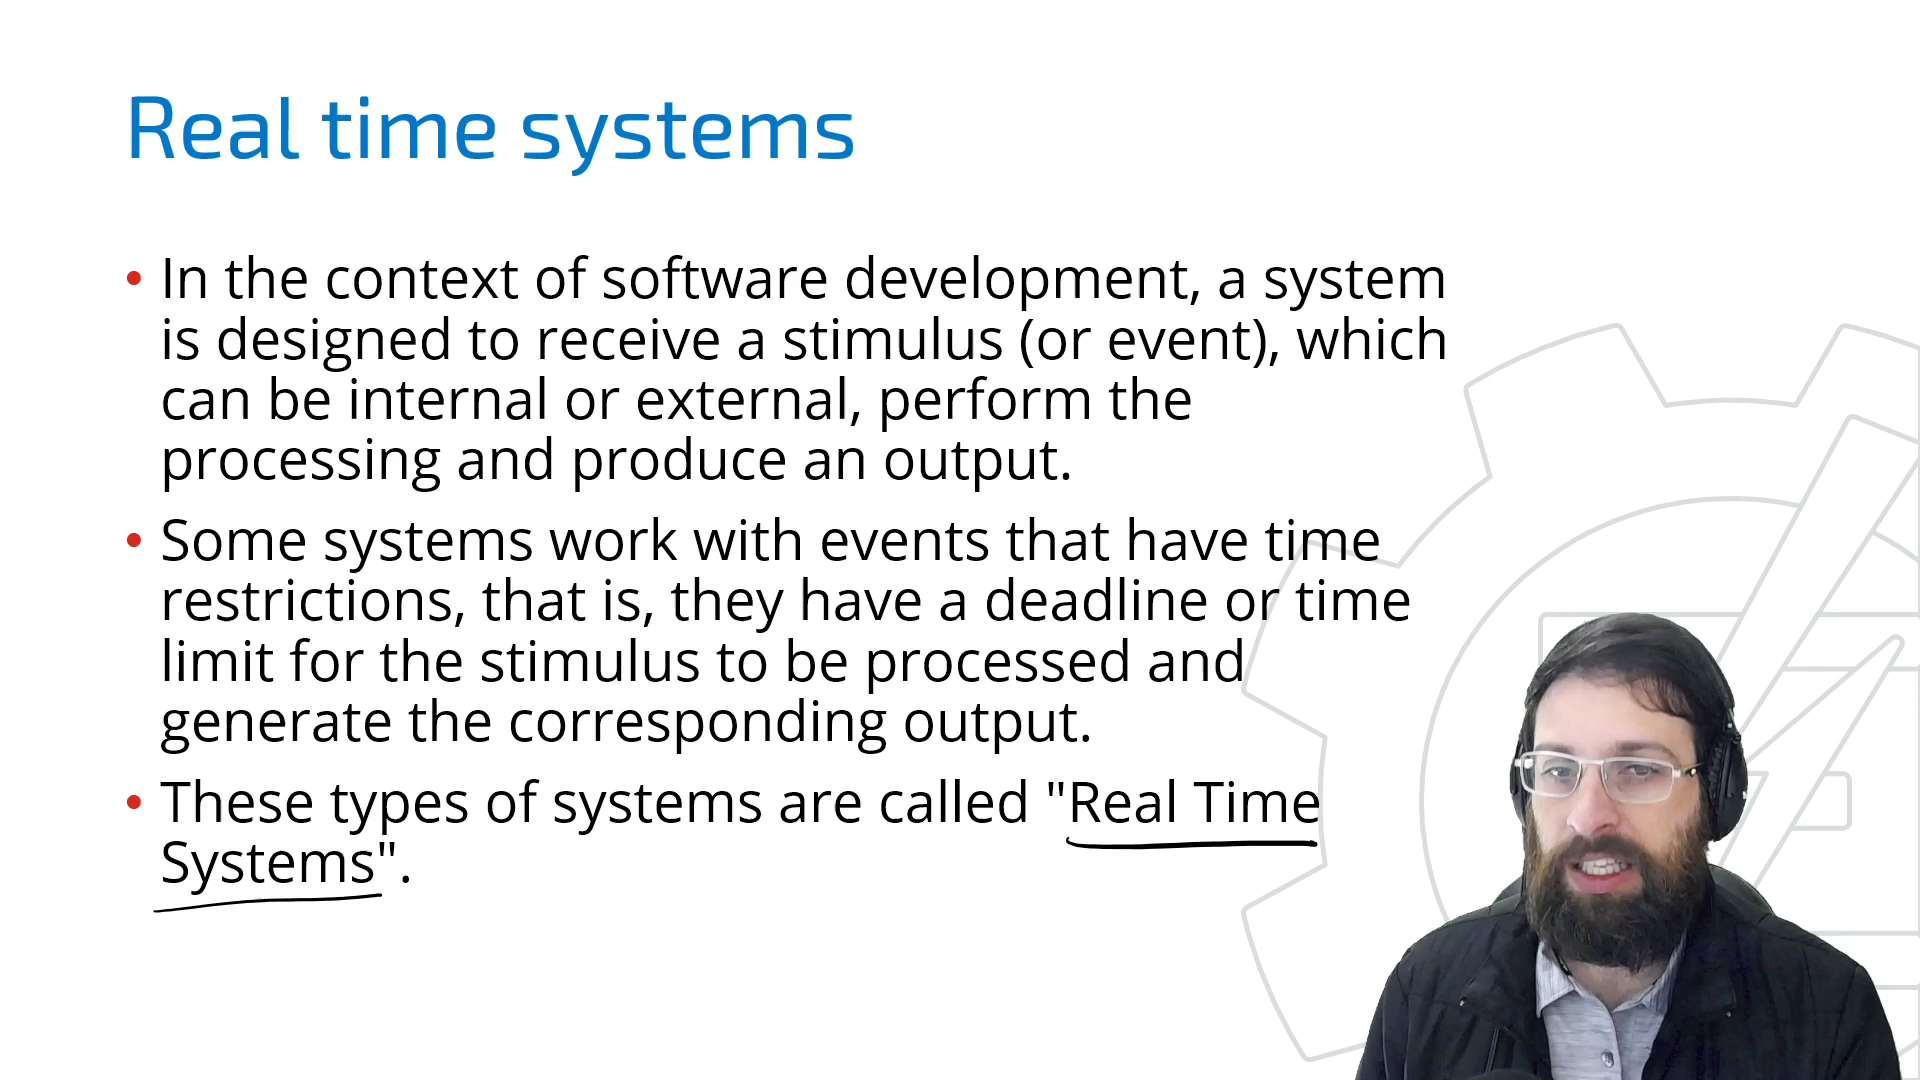 Real time systems
• In the context of software development, a system
is designed to receive a stimulus (or event), which
can be internal or external, perform the
processing and produce an output.
• Some systems work with events that have time
restrictions, that is, they have a deadline or time
limit for the stimulus to be processed and
generate the corresponding output.
• These types of systems are called "Real Time
Systems".